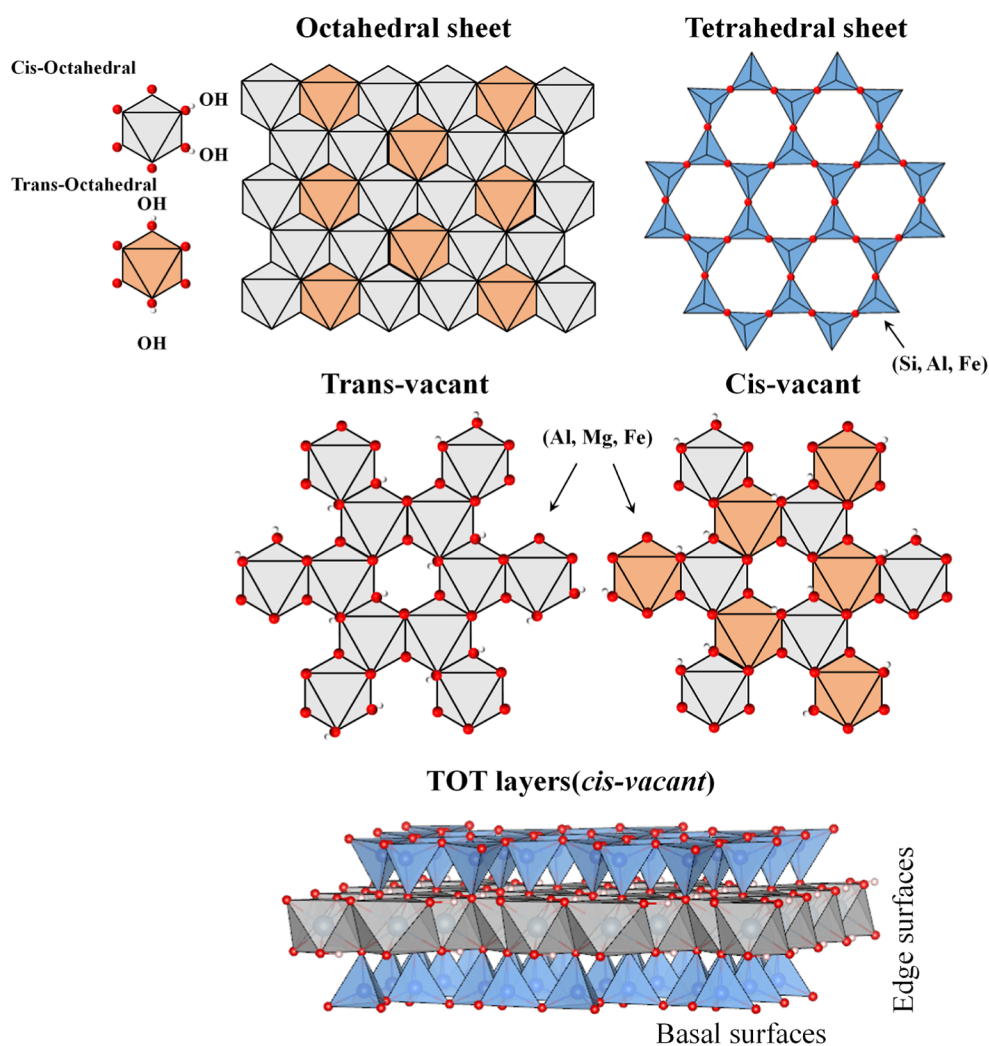 Octahedral sheet
Tetrahedral sheet
Cis-Octahedral
OH
OH
Trans-Octahedral
OH
OH
(Si, Al, Fe)
Trans-vacant
Cis-vacant
(Al, Mg, Fe)
TOT layers(cis-vacant)
Edge surfaces
Basal surfaces